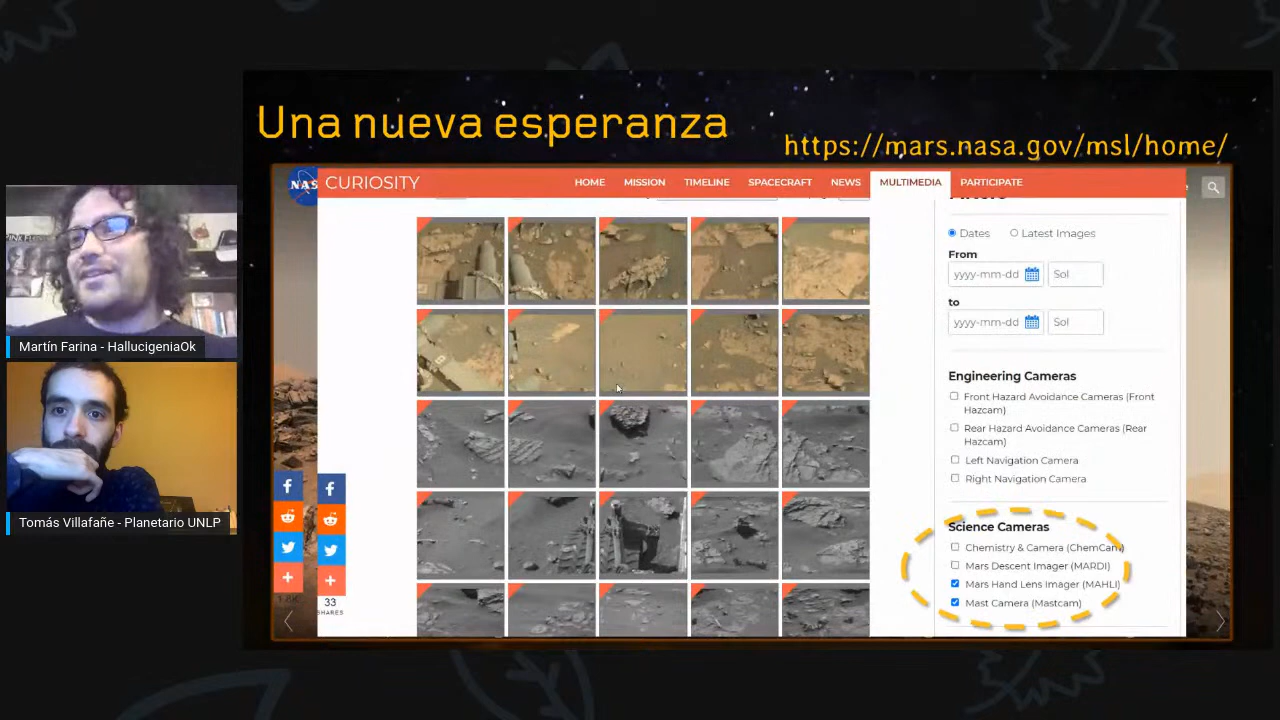 Una nueva esperanza
https://mars.nasa.gov/msl/home/
NAS CURIOSITY
HOME MISSION TIMELINE SPACECRAFT NEWS MULTIMEDIA PARTICIPATE
Dates Latest Images
From
yyyy-mm-dd Sol
to
yyyy-mm-dd Sol
Engineering Cameras
Front Hazard Avoidance Cameras (Front
Hazcam)
Rear Hazard Avoidance Cameras (Rear
Hazcam)
Left Navigation Camera
Right Navigation Camera
Science Cameras
Chemistry & Camera (ChemCam)
Mars Descent Imager (MARDI)
Mars Hand Lens Imager (MAHLI)
Mast Camera (Mastcam)
33
SHARES
Martín Farina - HallucigeniaOk
Tomás Villafañe - Planetario UNLP